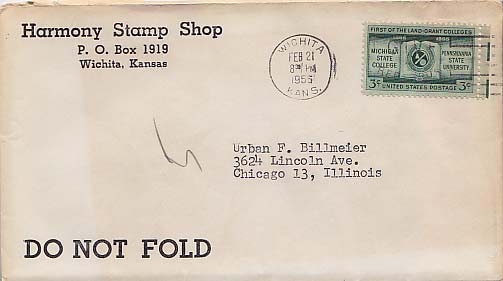 Harmony Stamp Shop
P. O. Box 1919
Wichita, Kansas
WICHITA
FEB 21
PM
1955
KANS.
FIRST OF THE LAND-GRANT COLLEGES
MICHIGAN STATE COLLEGE
PENNSYLVANIA STATE UNIVERSITY
3¢ UNITED STATES POSTAGE 3¢
Urban F. Billmeier
3624 Lincoln Ave.
Chicago 13, Illinois
DO NOT FOLD